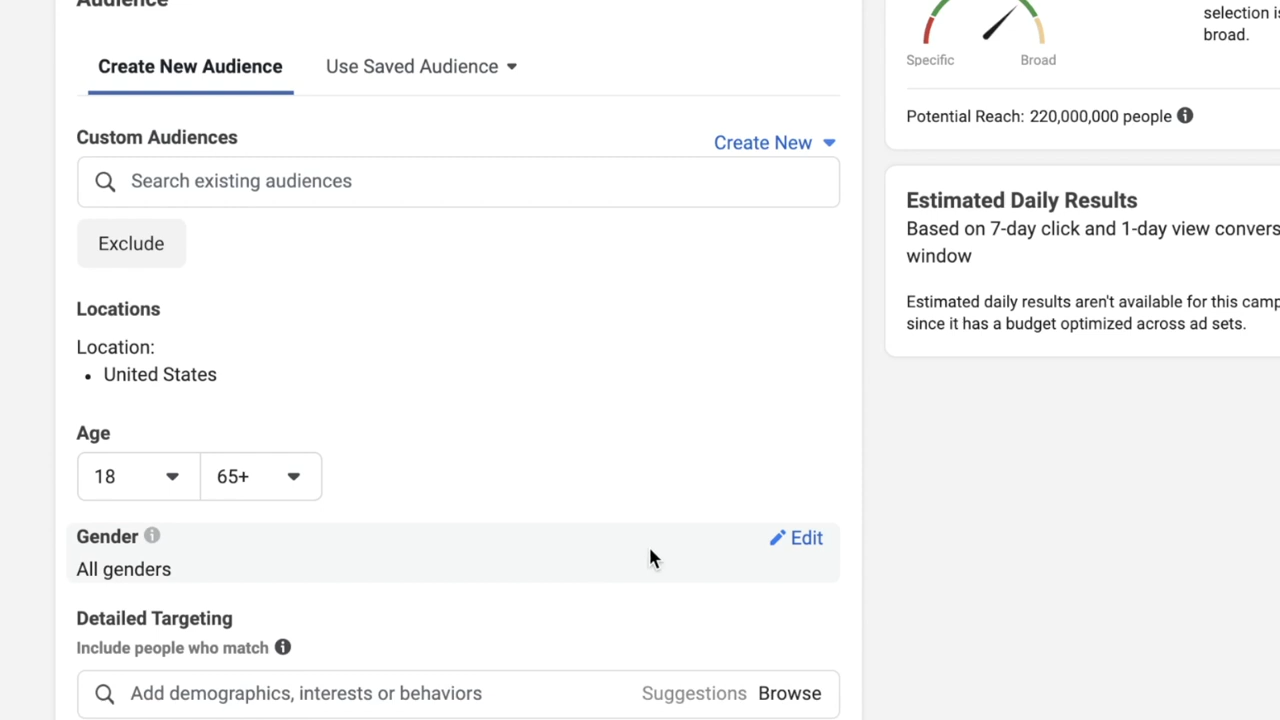 Audience
Create New Audience
Use Saved Audience
Custom Audiences
Create New
Search existing audiences
Exclude
Locations
Location:
• United States
Age
18
65+
Gender
Edit
All genders
Detailed Targeting
Include people who match
Add demographics, interests or behaviors
Suggestions
Browse
selection is
broad.
Specific
Broad
Potential Reach: 220,000,000 people
Estimated Daily Results
Based on 7-day click and 1-day view convers
window
Estimated daily results aren't available for this camp
since it has a budget optimized across ad sets.